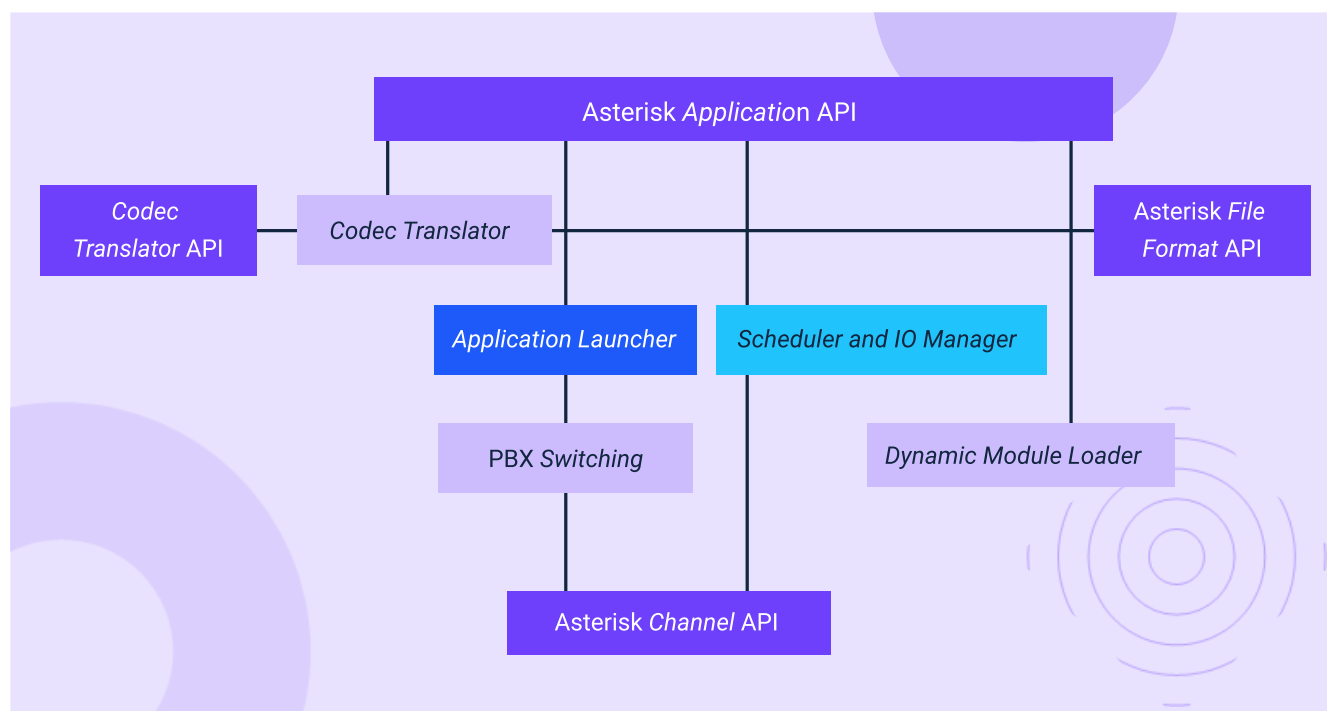 Asterisk Application API
Codec
Translator API
Codec Translator
Asterisk File
Format API
Application Launcher
Scheduler and IO Manager
PBX Switching
Dynamic Module Loader
Asterisk Channel API